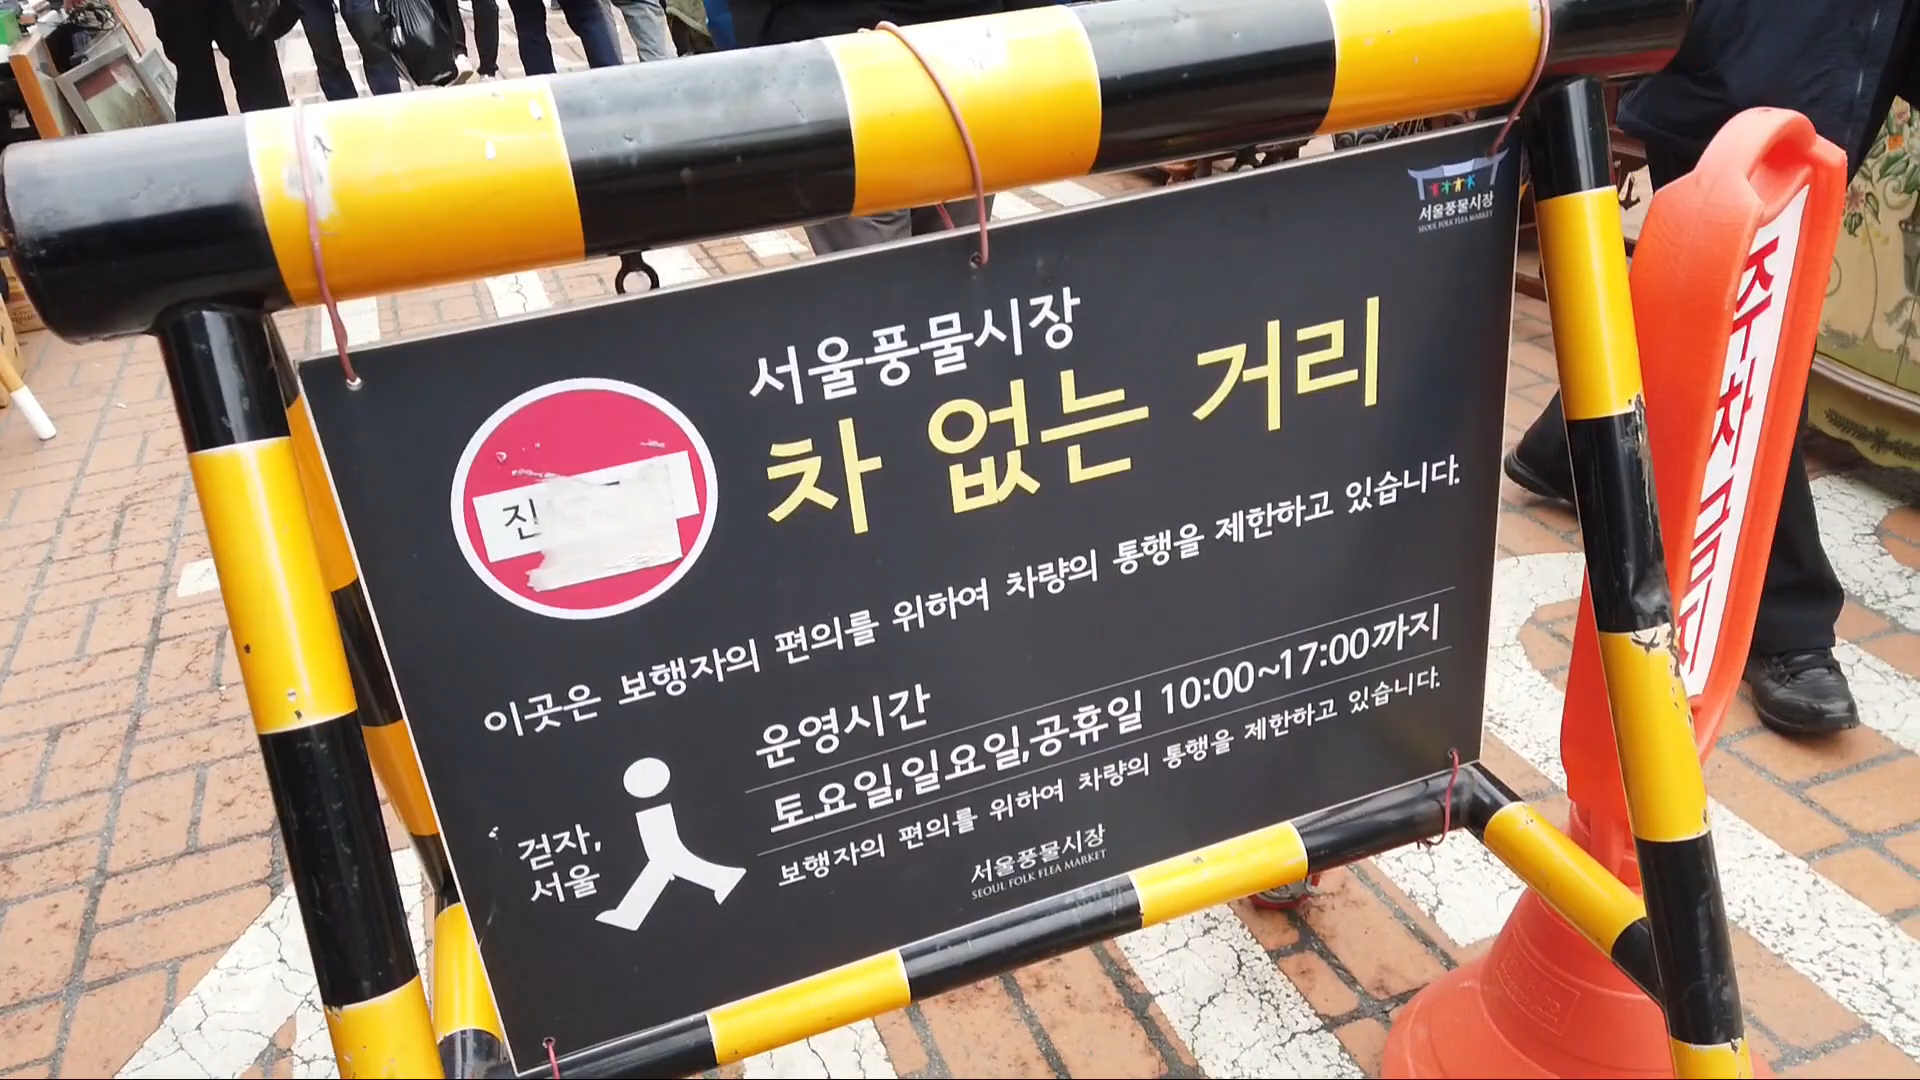 서울풍물시장
SEOUL FOLK FLEA MARKET
서울풍물시장
차 없는 거리
진
이곳은 보행자의 편의를 위하여 차량의 통행을 제한하고 있습니다.
운영시간
토요일,일요일,공휴일 10:00~17:00까지
보행자의 편의를 위하여 차량의 통행을 제한하고 있습니다.
걷자,
서울
서울풍물시장
SEOUL FOLK FLEA MARKET
주차금지